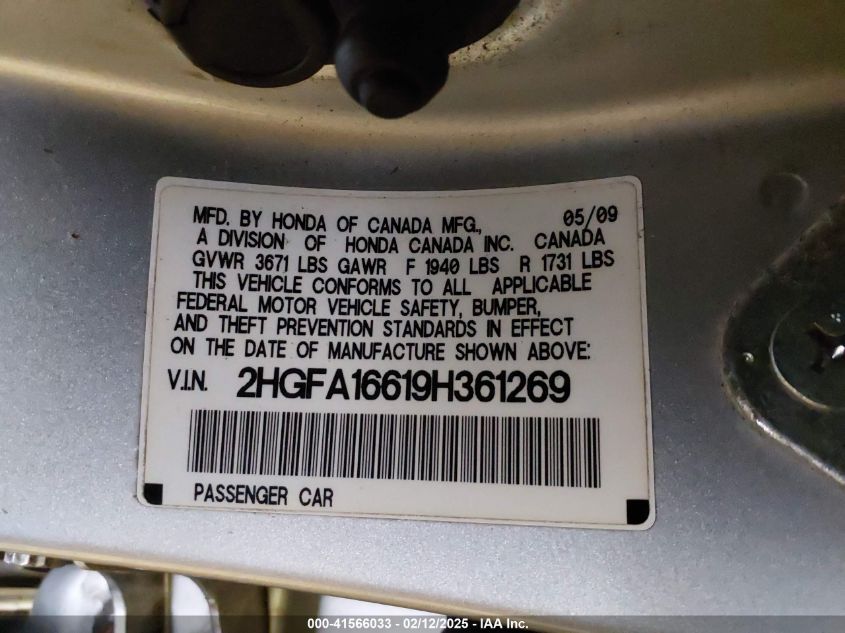 MFD. BY HONDA OF CANADA MFG., 05/09
A DIVISION OF HONDA CANADA INC. CANADA
GVWR 3671 LBS GAWR F 1940 LBS R 1731 LBS
THIS VEHICLE CONFORMS TO ALL APPLICABLE
FEDERAL MOTOR VEHICLE SAFETY, BUMPER,
AND THEFT PREVENTION STANDARDS IN EFFECT
ON THE DATE OF MANUFACTURE SHOWN ABOVE:
V.I.N. 2HGFA16619H361269
PASSENGER CAR
000-41566033 - 02/12/2025 - IAA Inc.